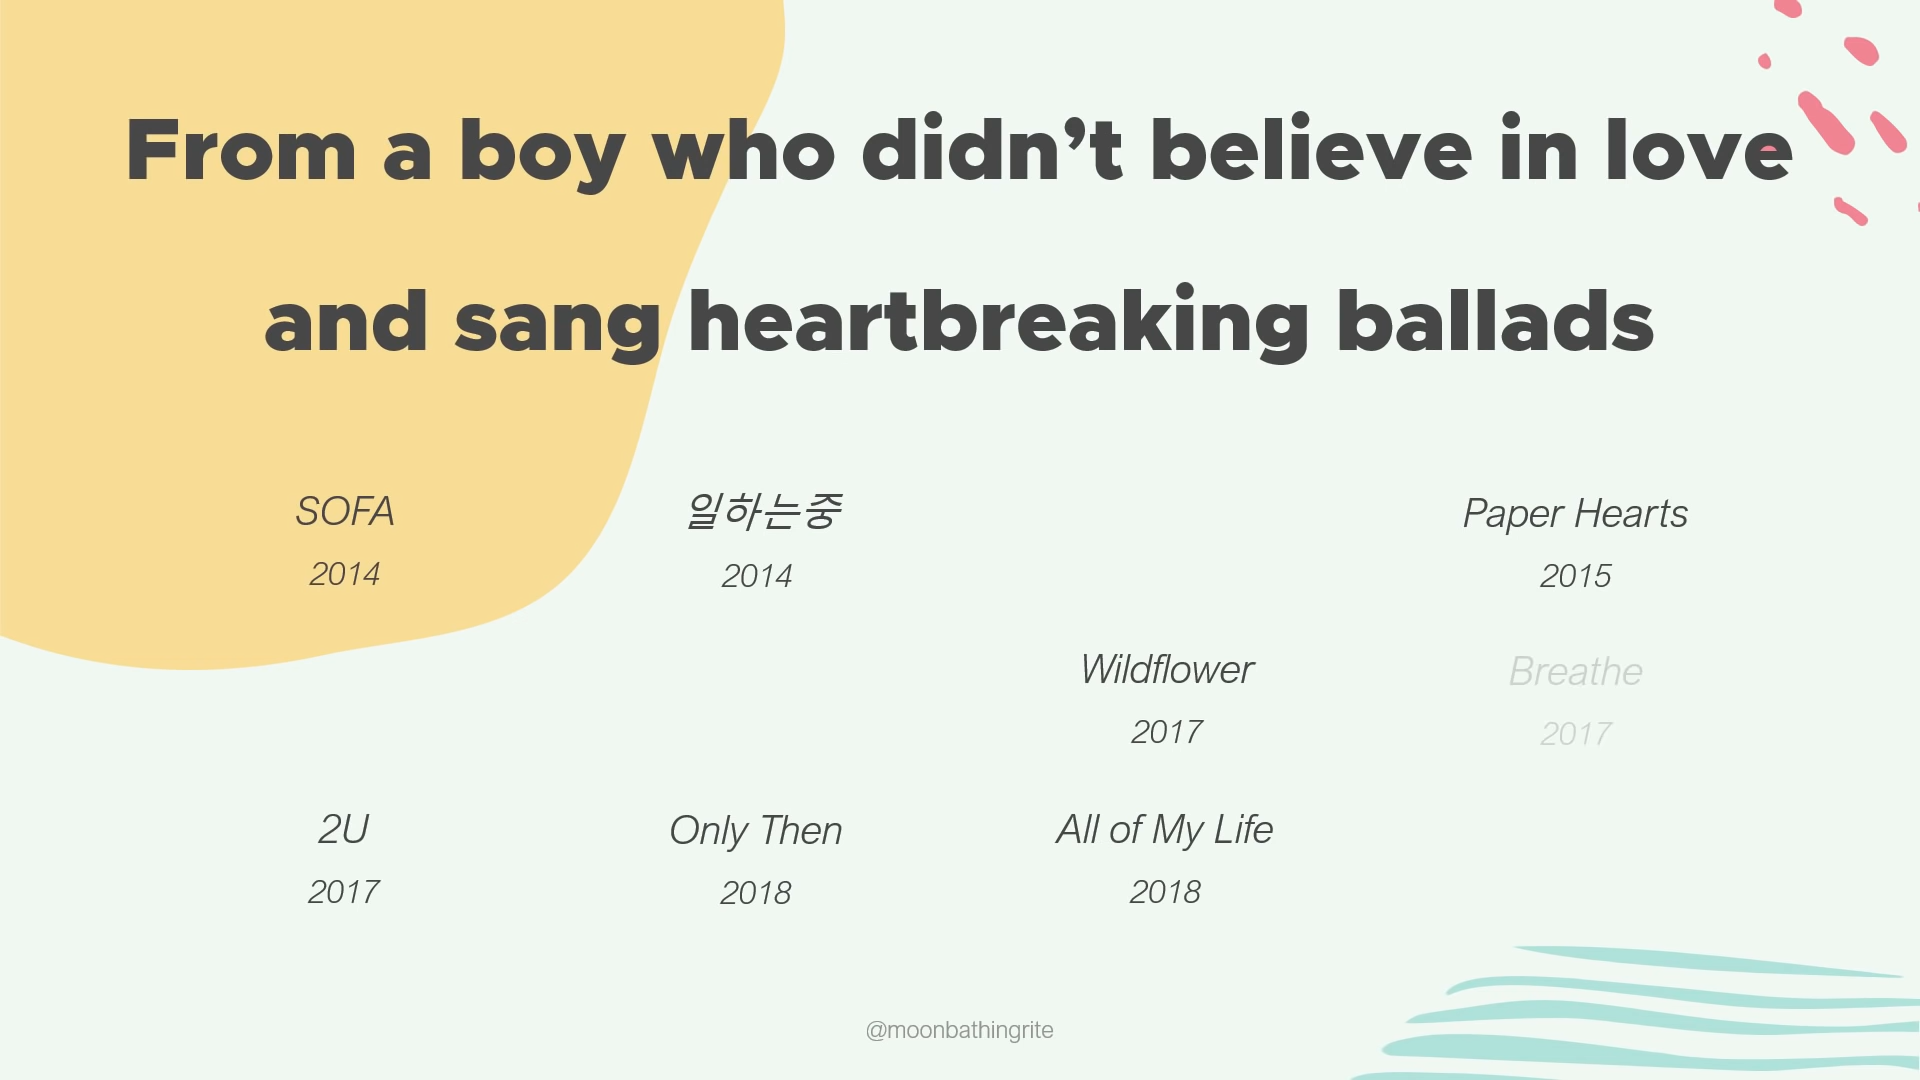 From a boy who didn’t believe in love
and sang heartbreaking ballads
SOFA
2014
일하는중
2014
Paper Hearts
2015
Wildflower
2017
Breathe
2017
2U
2017
Only Then
2018
All of My Life
2018
@moonbathingrite